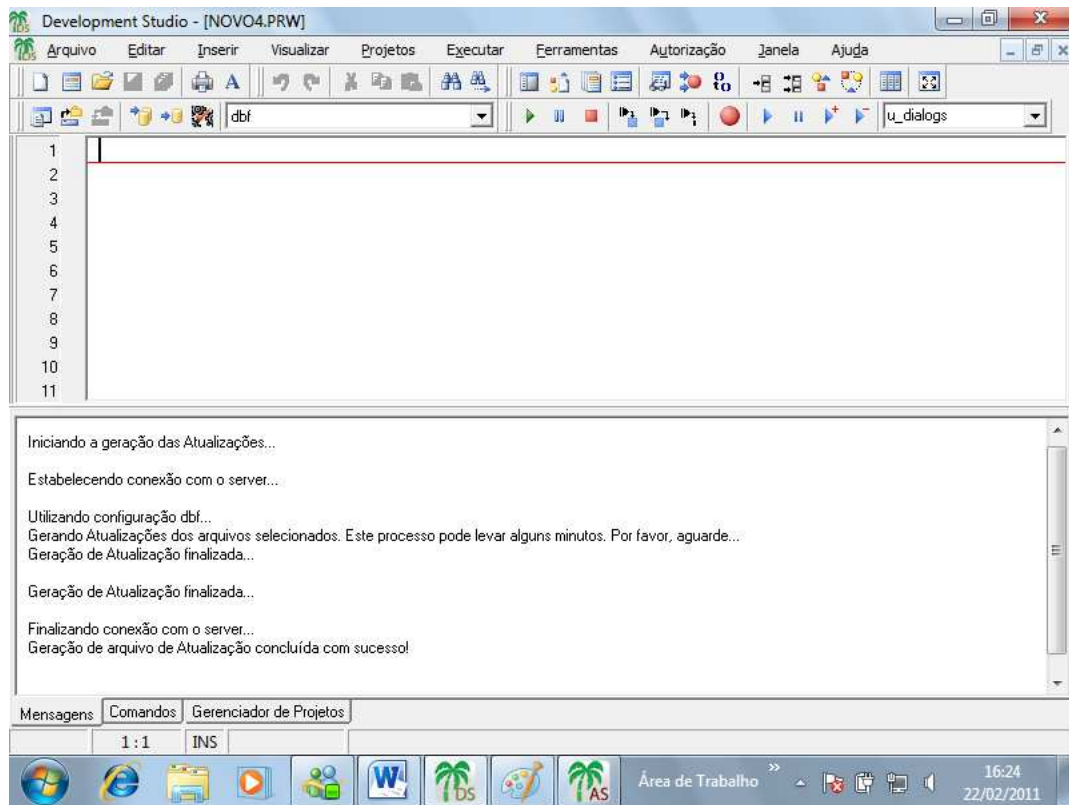 Development Studio - [NOVO4.PRW]
Arquivo Editar Inserir Visualizar Projetos Executar Ferramentas Autorização Janela Ajuda
dbf u_dialogs
1
2
3
4
5
6
7
8
9
10
11
Iniciando a geração das Atualizações...
Estabelecendo conexão com o server...
Utilizando configuração dbf...
Gerando Atualizações dos arquivos selecionados. Este processo pode levar alguns minutos. Por favor, aguarde...
Geração de Atualização finalizada...
Geração de Atualização finalizada...
Finalizando conexão com o server...
Geração de arquivo de Atualização concluída com sucesso!
Mensagens Comandos Gerenciador de Projetos
1:1 INS
DS AS Área de Trabalho 16:24
22/02/2011